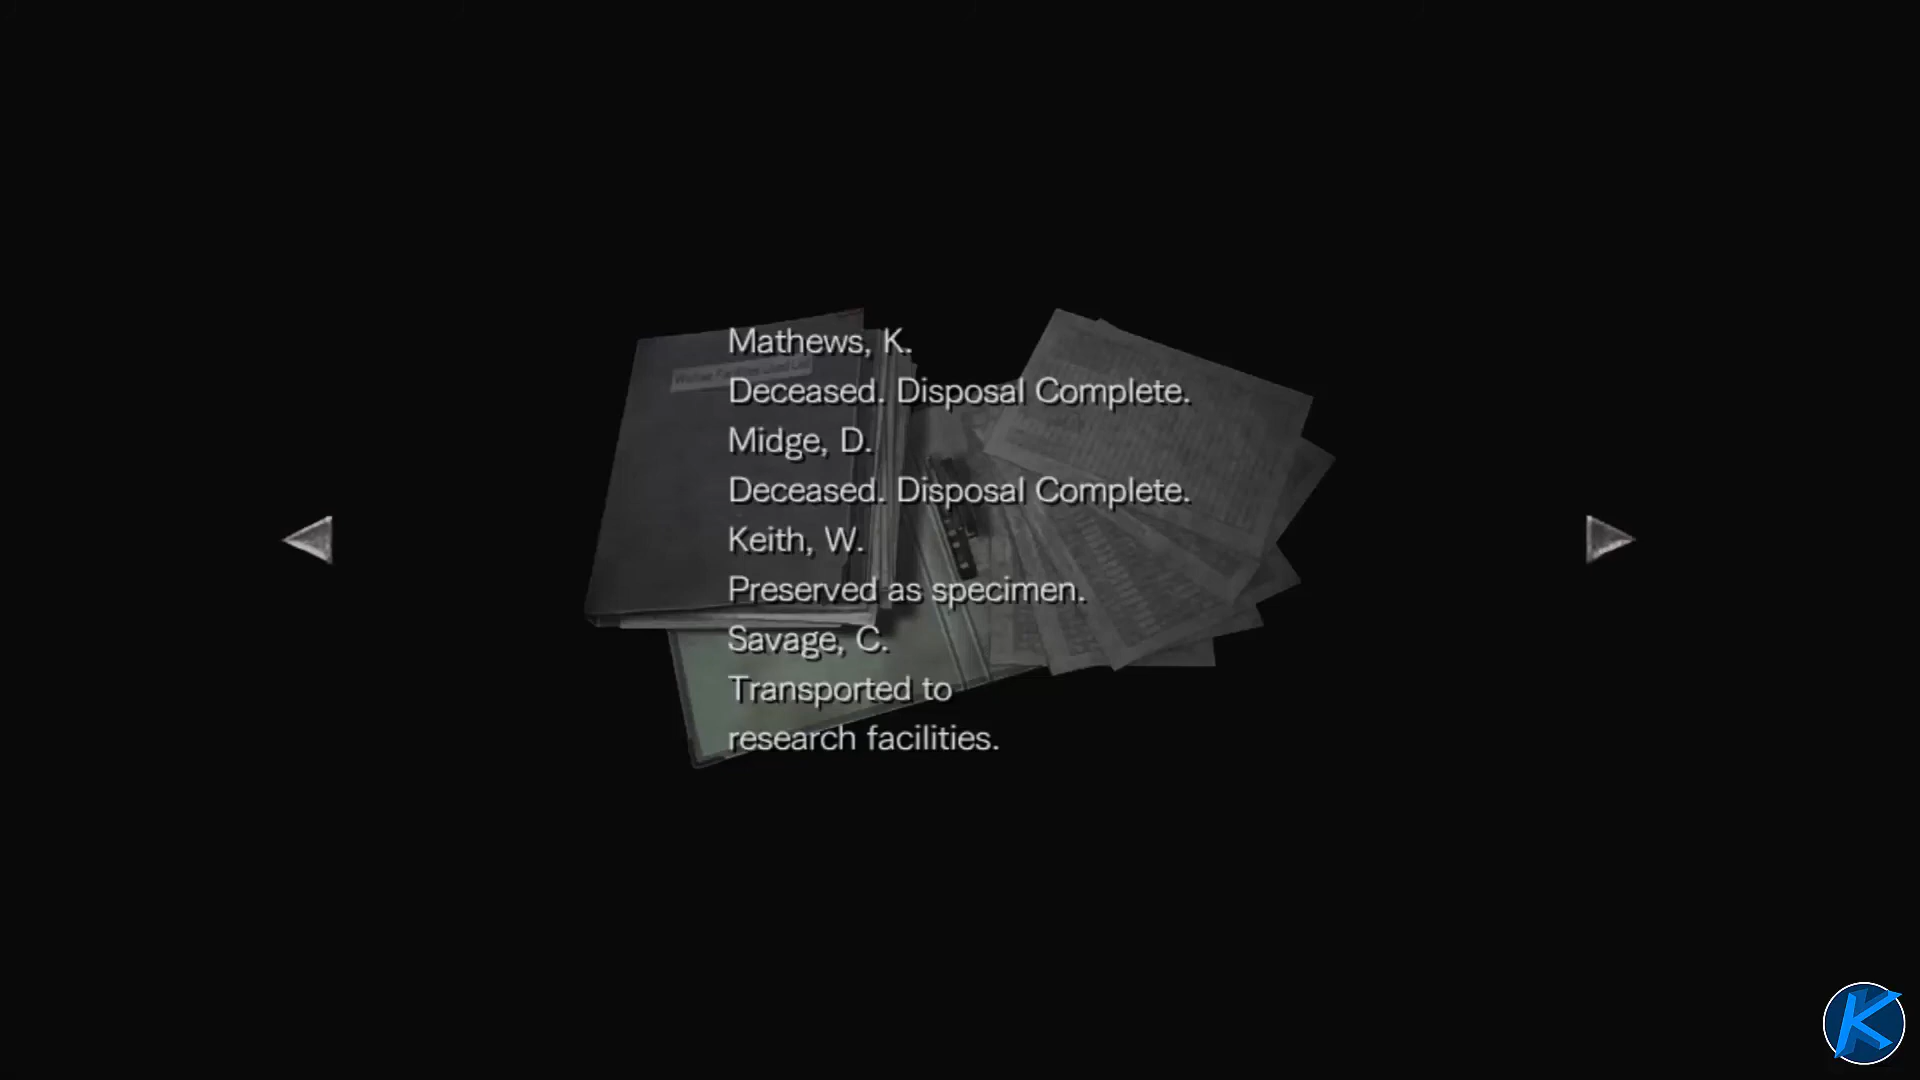 Mathews, K.
Deceased. Disposal Complete.
Midge, D.
Deceased. Disposal Complete.
Keith, W.
Preserved as specimen.
Savage, C.
Transported to
research facilities.
K